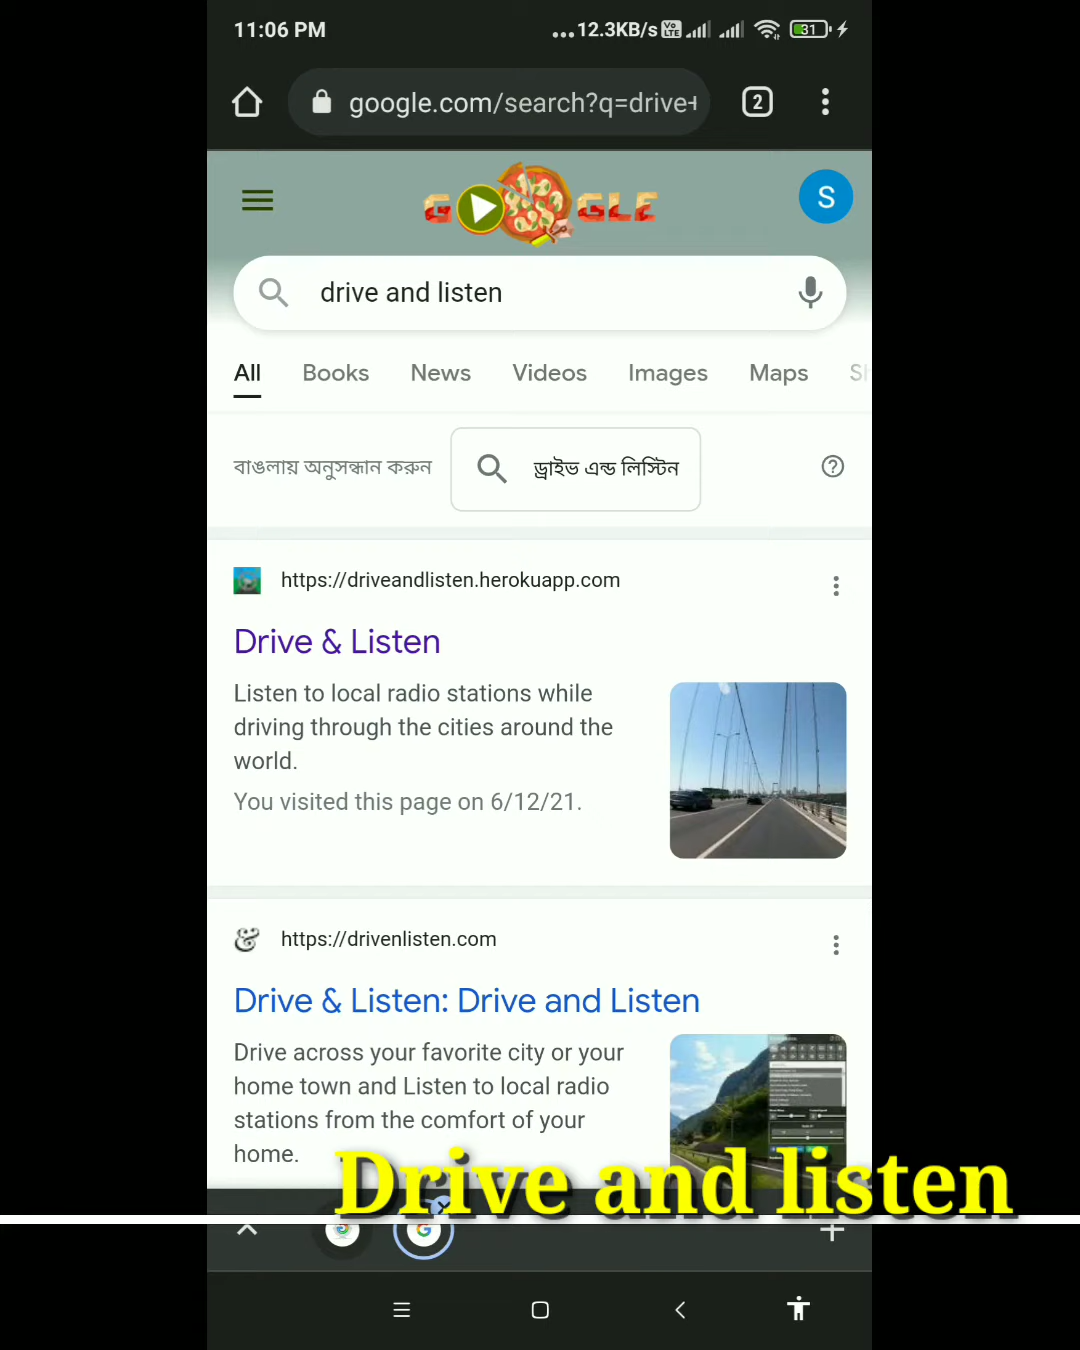 11:06 PM
...12.3KB/s Vo LTE 31
google.com/search?q=drive+
2
GOOGLE
S
drive and listen
All Books News Videos Images Maps Sh
বাঙলায় অনুসন্ধান করুন ড্রাইভ এন্ড লিস্টিন
https://driveandlisten.herokuapp.com
Drive & Listen
Listen to local radio stations while
driving through the cities around the
world.
You visited this page on 6/12/21.
& https://drivenlisten.com
Drive & Listen: Drive and Listen
Drive across your favorite city or your
home town and Listen to local radio
stations from the comfort of your
home.
Drive and listen
G